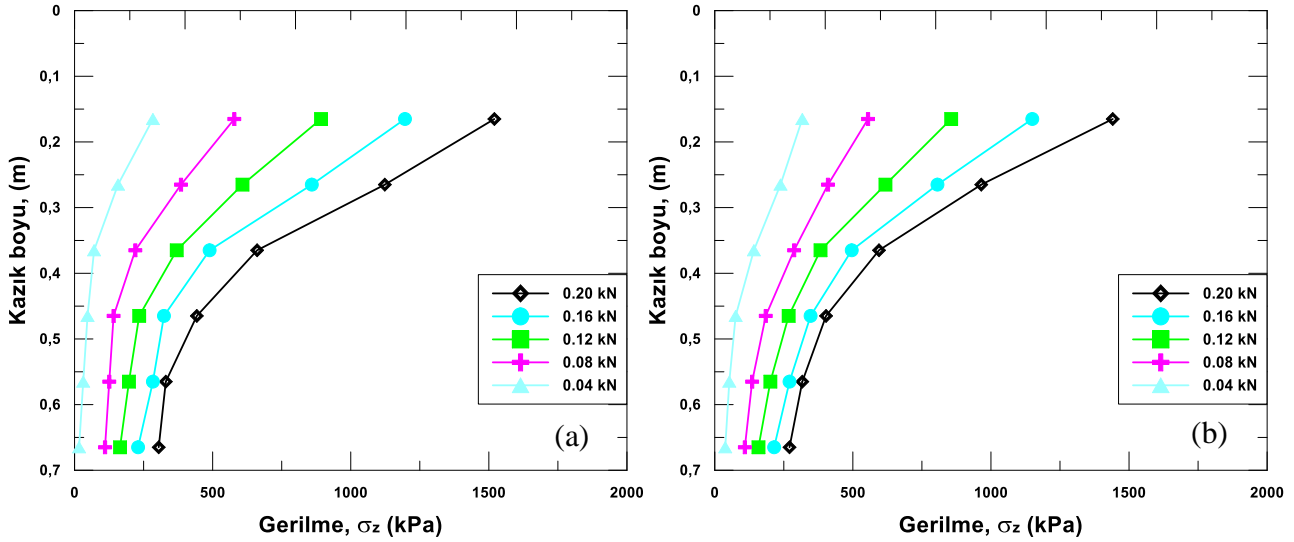 0
0,1
0,2
0,3
0,4
0,5
0,6
0,7
Kazık boyu, (m)
0.20 kN
0.16 kN
0.12 kN
0.08 kN
0.04 kN
(a)
0 500 1000 1500 2000
Gerilme, σz (kPa)
0
0,1
0,2
0,3
0,4
0,5
0,6
0,7
Kazık boyu, (m)
0.20 kN
0.16 kN
0.12 kN
0.08 kN
0.04 kN
(b)
0 500 1000 1500 2000
Gerilme, σz (kPa)